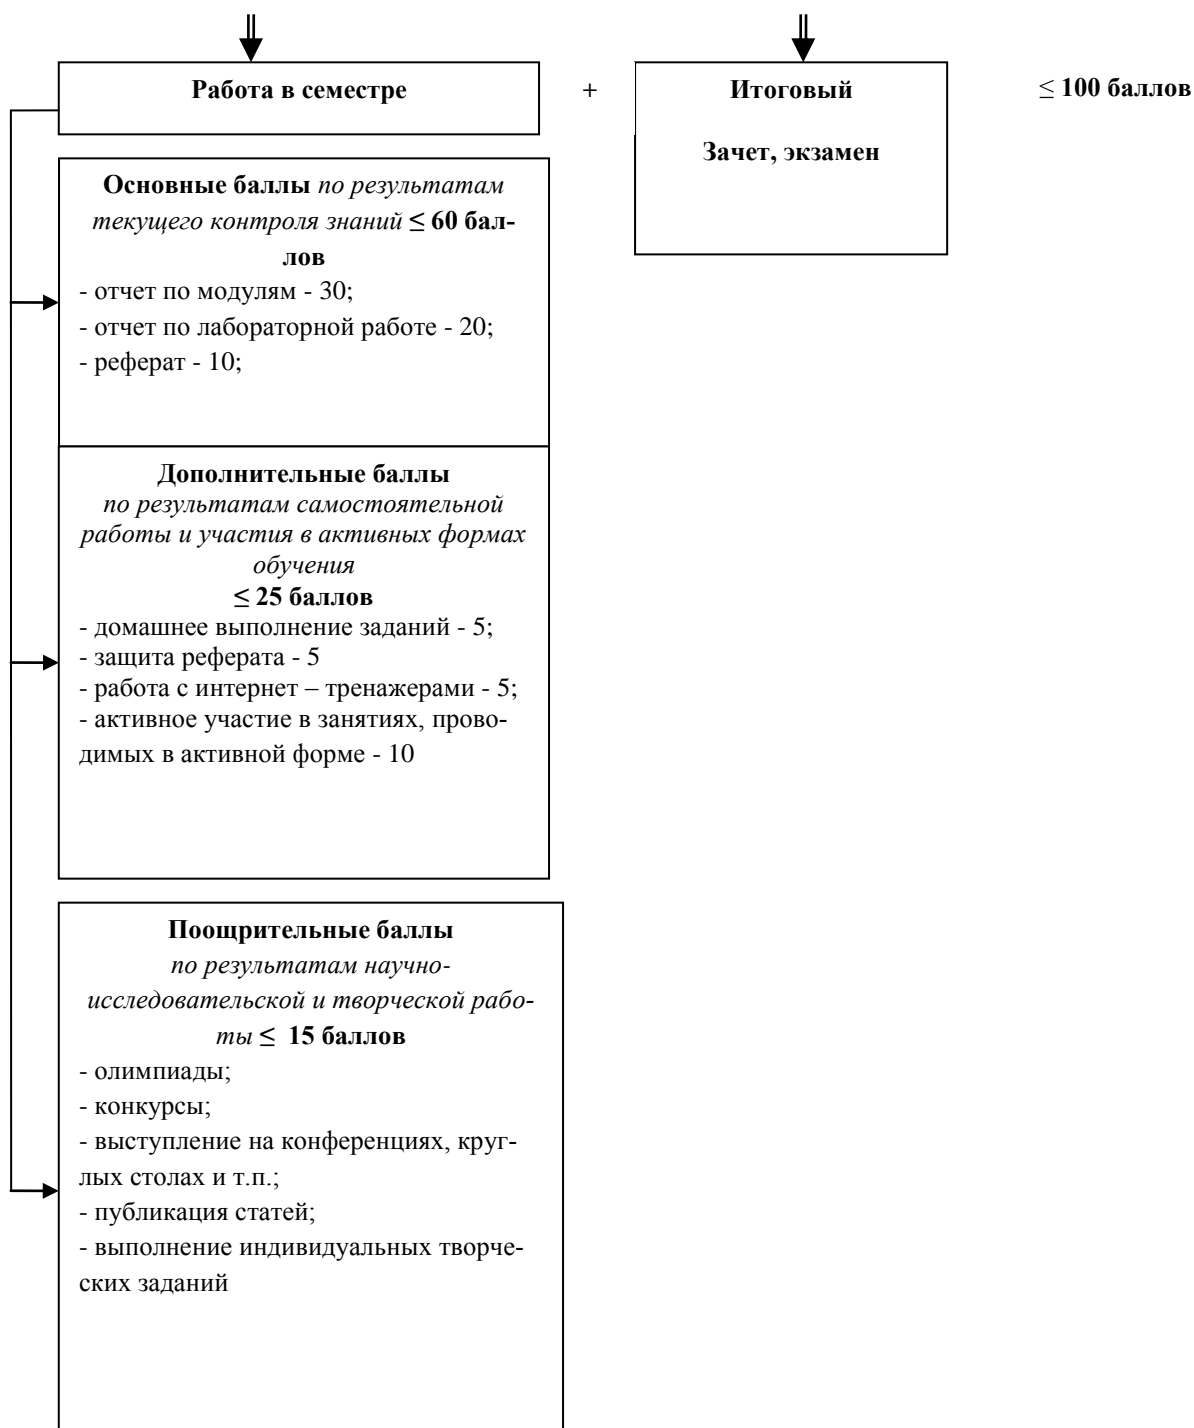 Работа в семестре + Итоговый ≤ 100 баллов
Зачет, экзамен
Основные баллы по результатам
текущего контроля знаний ≤ 60 бал-
лов
- отчет по модулям - 30;
- отчет по лабораторной работе - 20;
- реферат - 10;
Дополнительные баллы
по результатам самостоятельной
работы и участия в активных формах
обучения
≤ 25 баллов
- домашнее выполнение заданий - 5;
- защита реферата - 5
- работа с интернет – тренажерами - 5;
- активное участие в занятиях, прово-
димых в активной форме - 10
Поощрительные баллы
по результатам научно-
исследовательской и творческой рабо-
ты ≤ 15 баллов
- олимпиады;
- конкурсы;
- выступление на конференциях, круг-
лых столах и т.п.;
- публикация статей;
- выполнение индивидуальных творче-
ских заданий